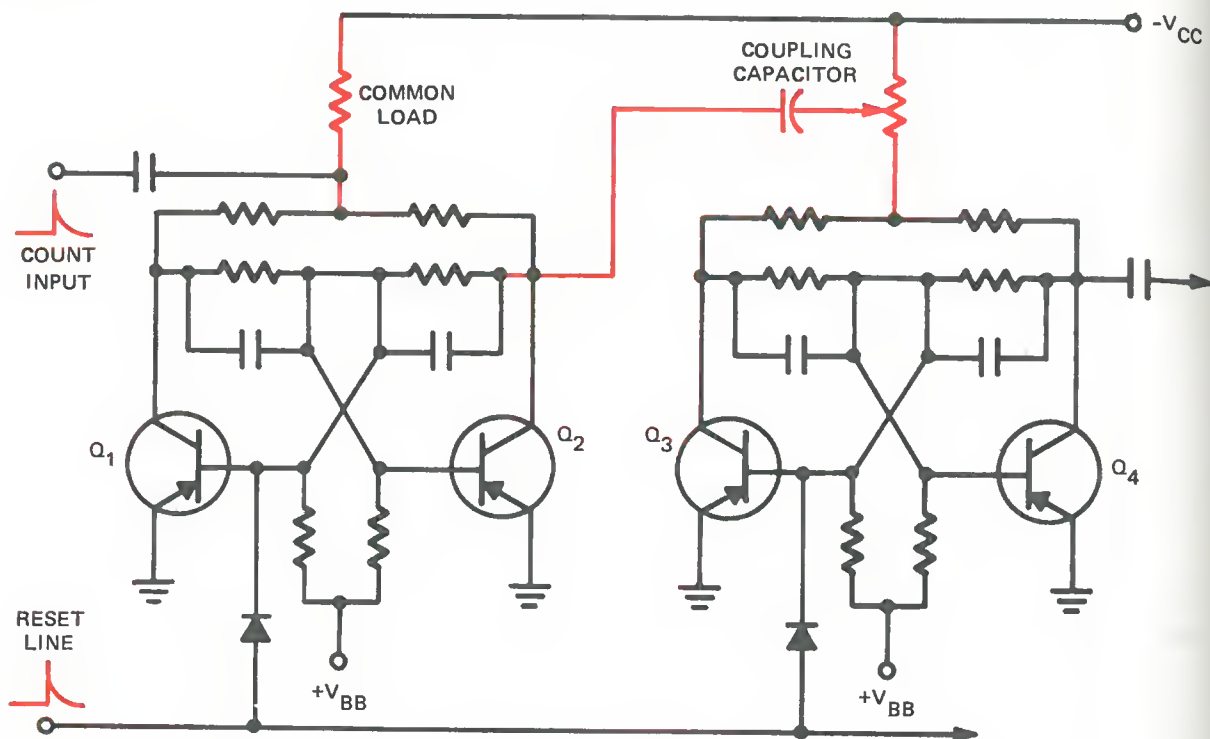 -VCC
COUPLING
CAPACITOR
COMMON
LOAD
COUNT
INPUT
Q1
Q2
Q3
Q4
RESET
LINE
+VBB
+VBB